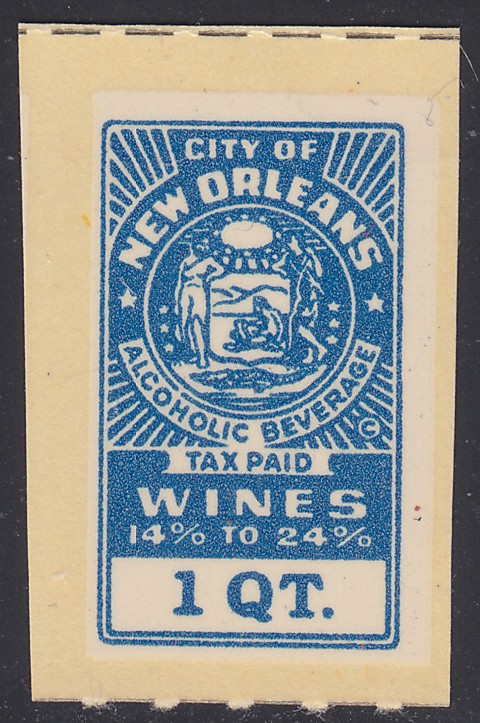 CITY OF
NEW ORLEANS
ALCOHOLIC BEVERAGE
©
TAX PAID
WINES
14% TO 24%
1 QT.